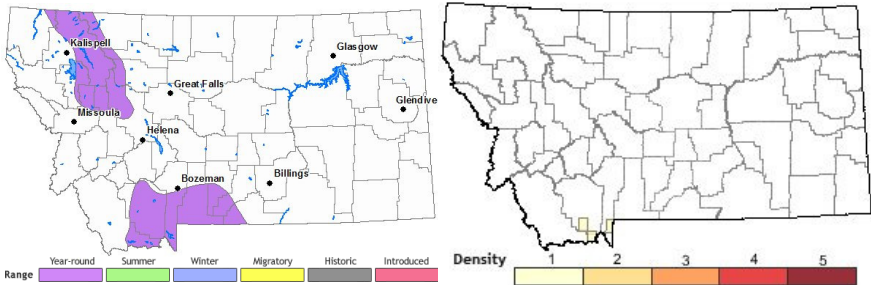 Kalispell
Glasgow
Great Falls
Glendive
Missoula
Helena
Bozeman
Billings
Range Year-round Summer Winter Migratory Historic Introduced
Density 1 2 3 4 5